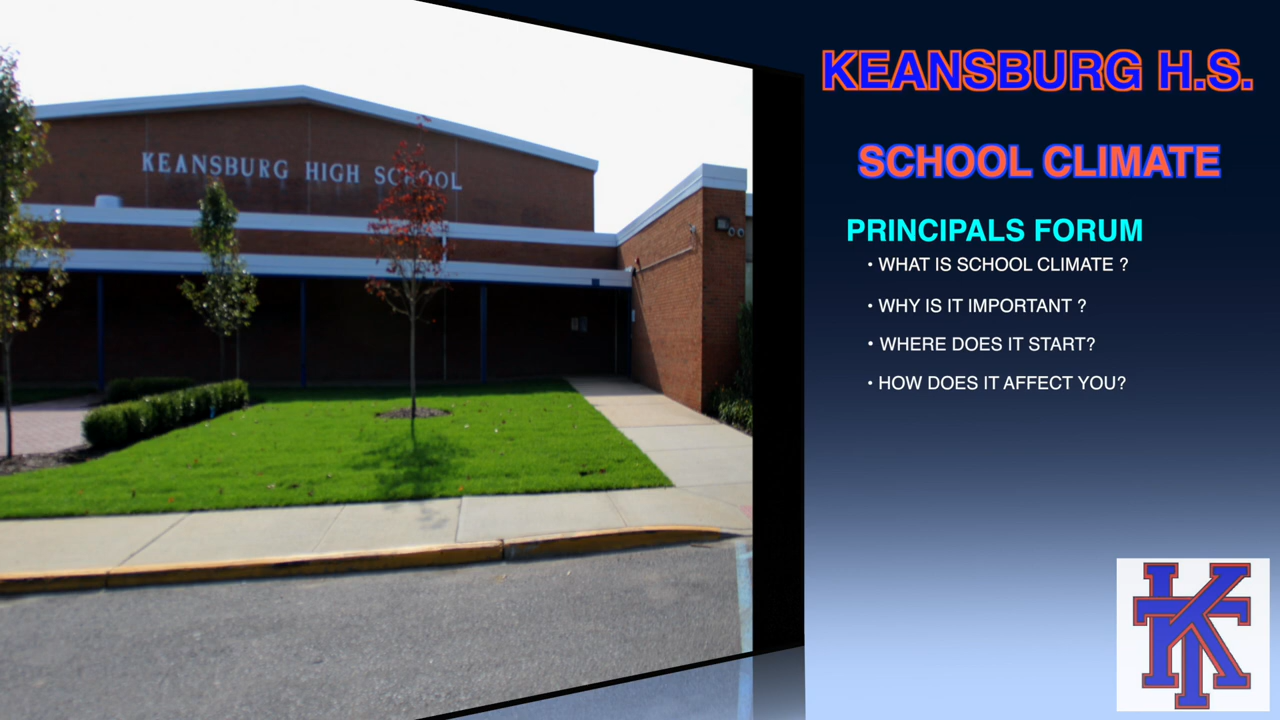 KEANSBURG HIGH SCHOOL
KEANSBURG H.S.
SCHOOL CLIMATE
PRINCIPALS FORUM
• WHAT IS SCHOOL CLIMATE ?
• WHY IS IT IMPORTANT ?
• WHERE DOES IT START?
• HOW DOES IT AFFECT YOU?
KT